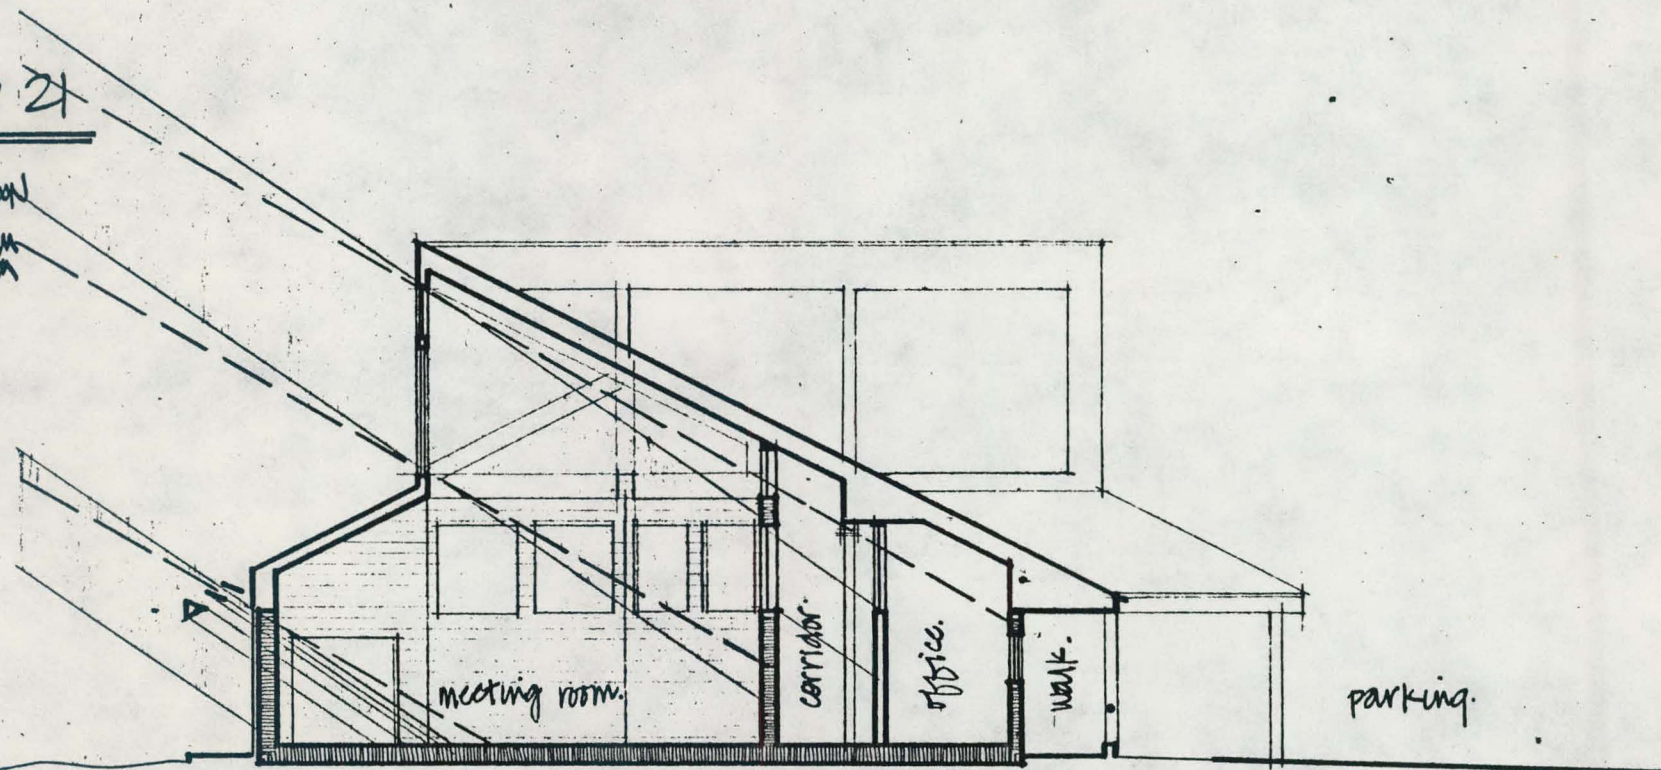 21
meeting room.
corridor.
office.
walk.
parking.